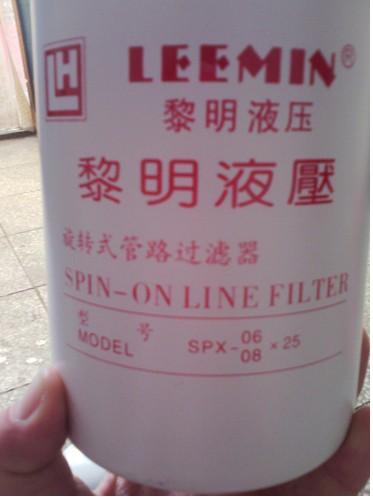 LH
LEEMIN®
黎明液压
黎明液壓
旋转式管路过滤器
SPIN-ON LINE FILTER
型 号
MODEL SPX-06/08×25